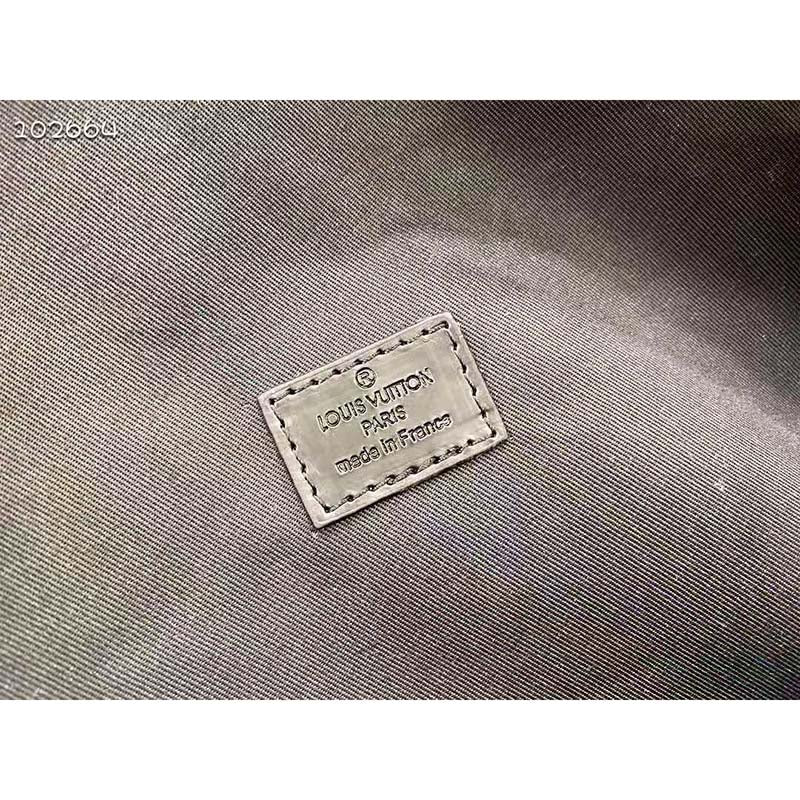 102664
®
LOUIS VUITTON
PARIS
made in France